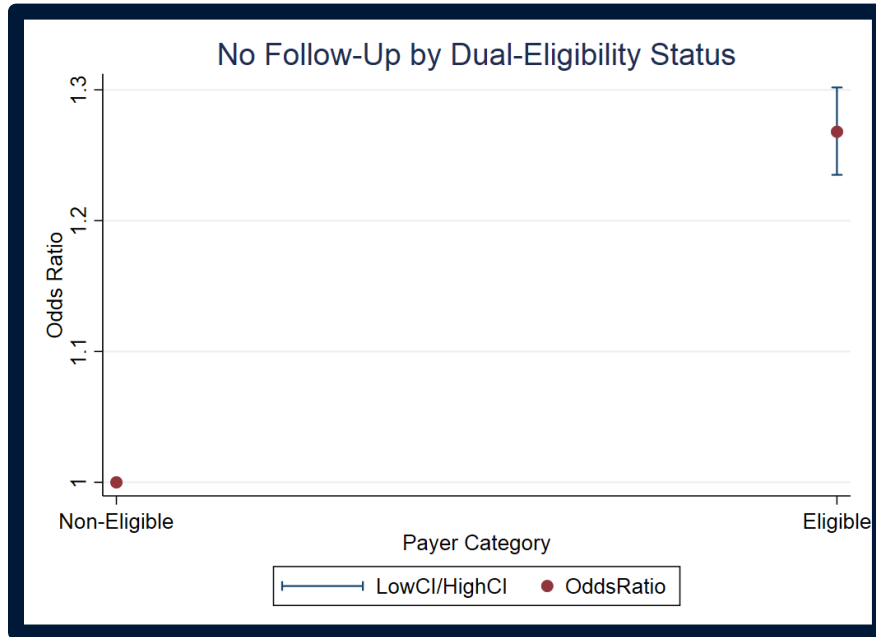 No Follow-Up by Dual-Eligibility Status
Odds Ratio
1.3
1.2
1.1
1
Non-Eligible
Eligible
Payer Category
LowCI/HighCI
OddsRatio